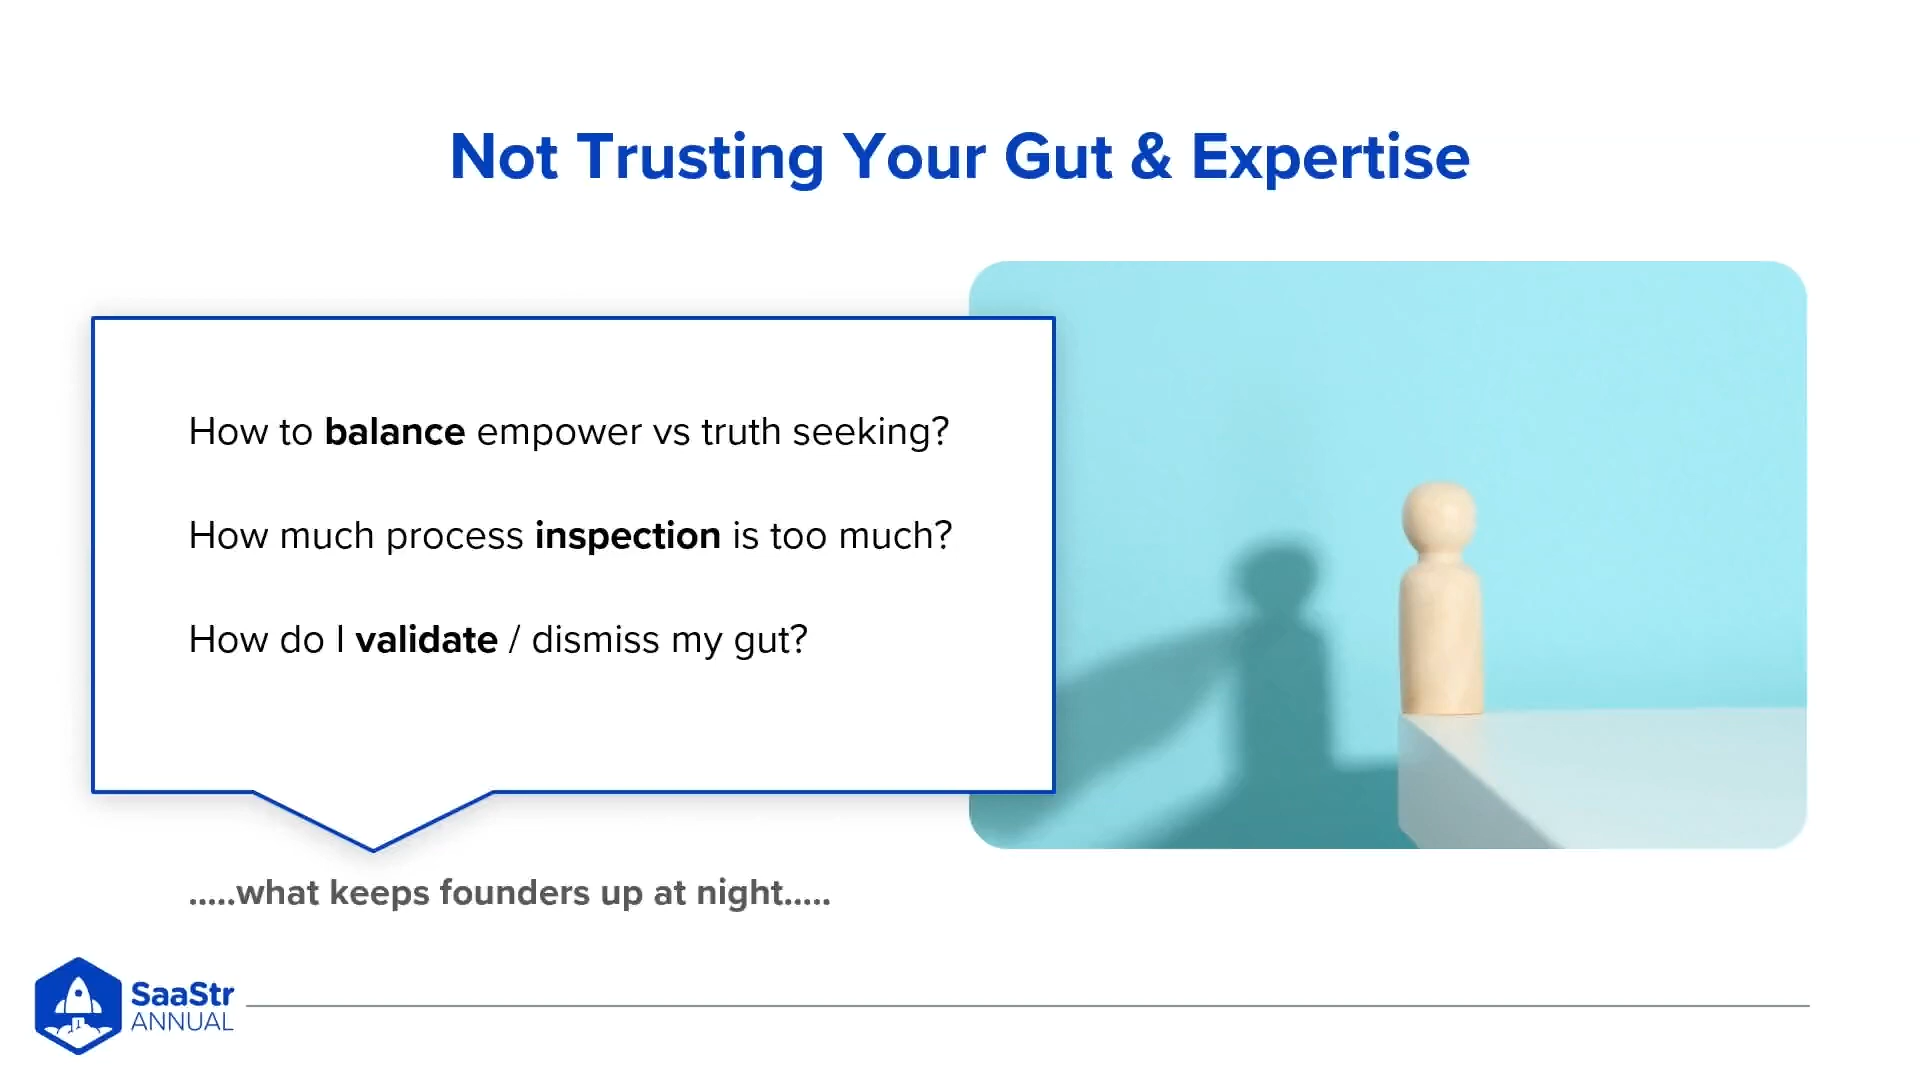 Not Trusting Your Gut & Expertise
How to balance empower vs truth seeking?
How much process inspection is too much?
How do I validate / dismiss my gut?
.....what keeps founders up at night.....
SaaStr
ANNUAL